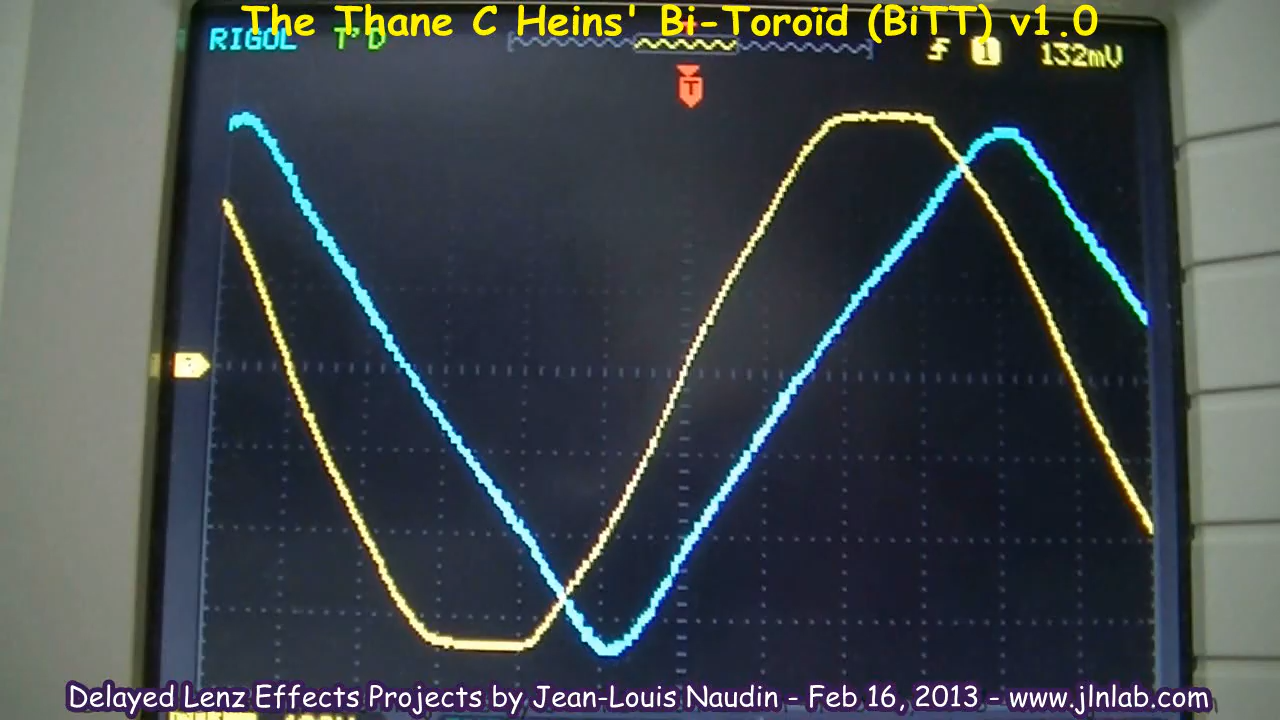 The Thane C Heins' Bi-Toroïd (BiTT) v1.0
RIGOL T'D 1 132mV
T
Delayed Lenz Effects Projects by Jean-Louis Naudin - Feb 16, 2013 - www.jlnlab.com